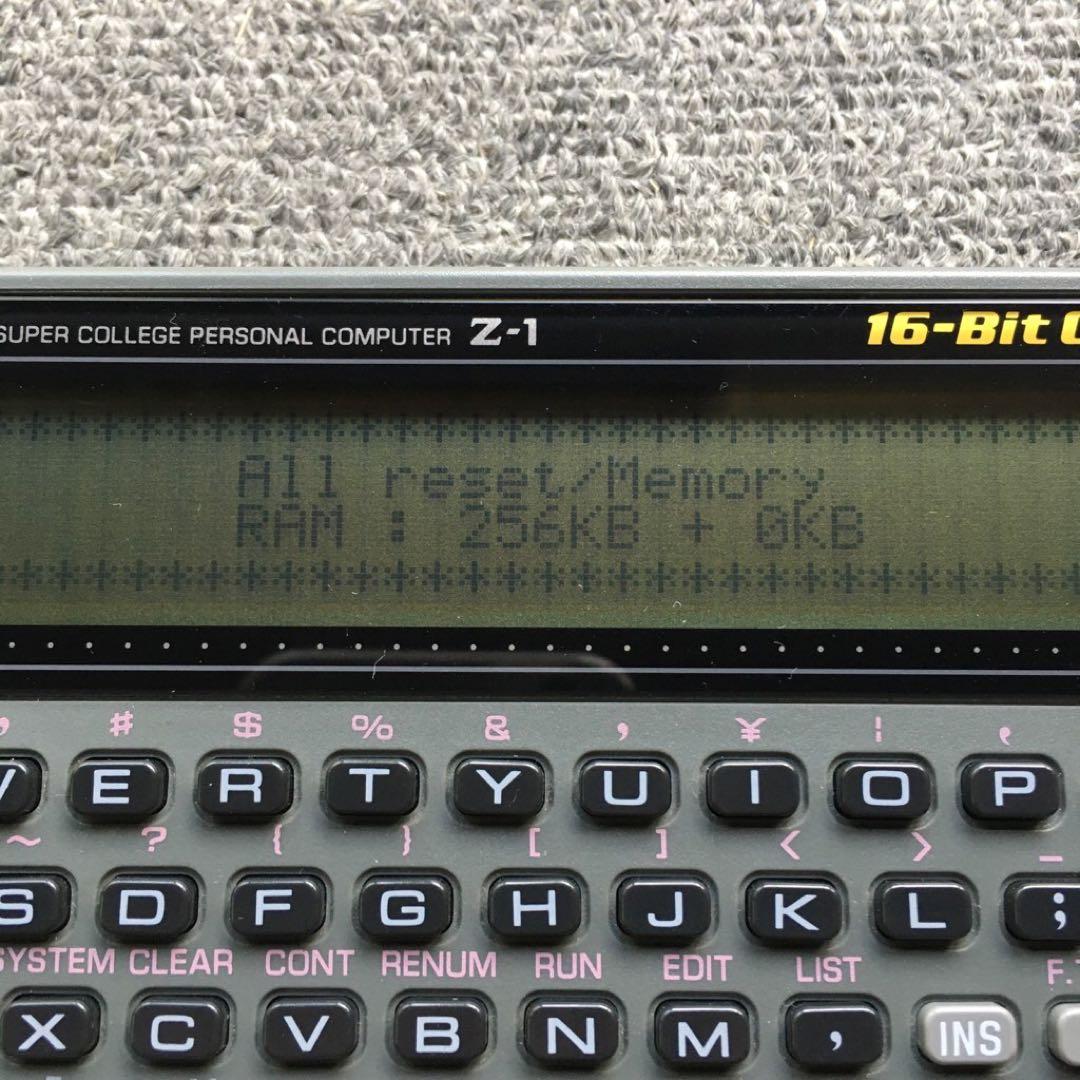 SUPER COLLEGE PERSONAL COMPUTER Z-1 16-Bit
All reset/Memory
RAM : 256KB + 0KB
# $ % & ’ ¥ ¦
E R T Y U I O P
~ ? { } [ ] < > _
S D F G H J K L ;
SYSTEM CLEAR CONT RENUM RUN EDIT LIST
X C V B N M , INS